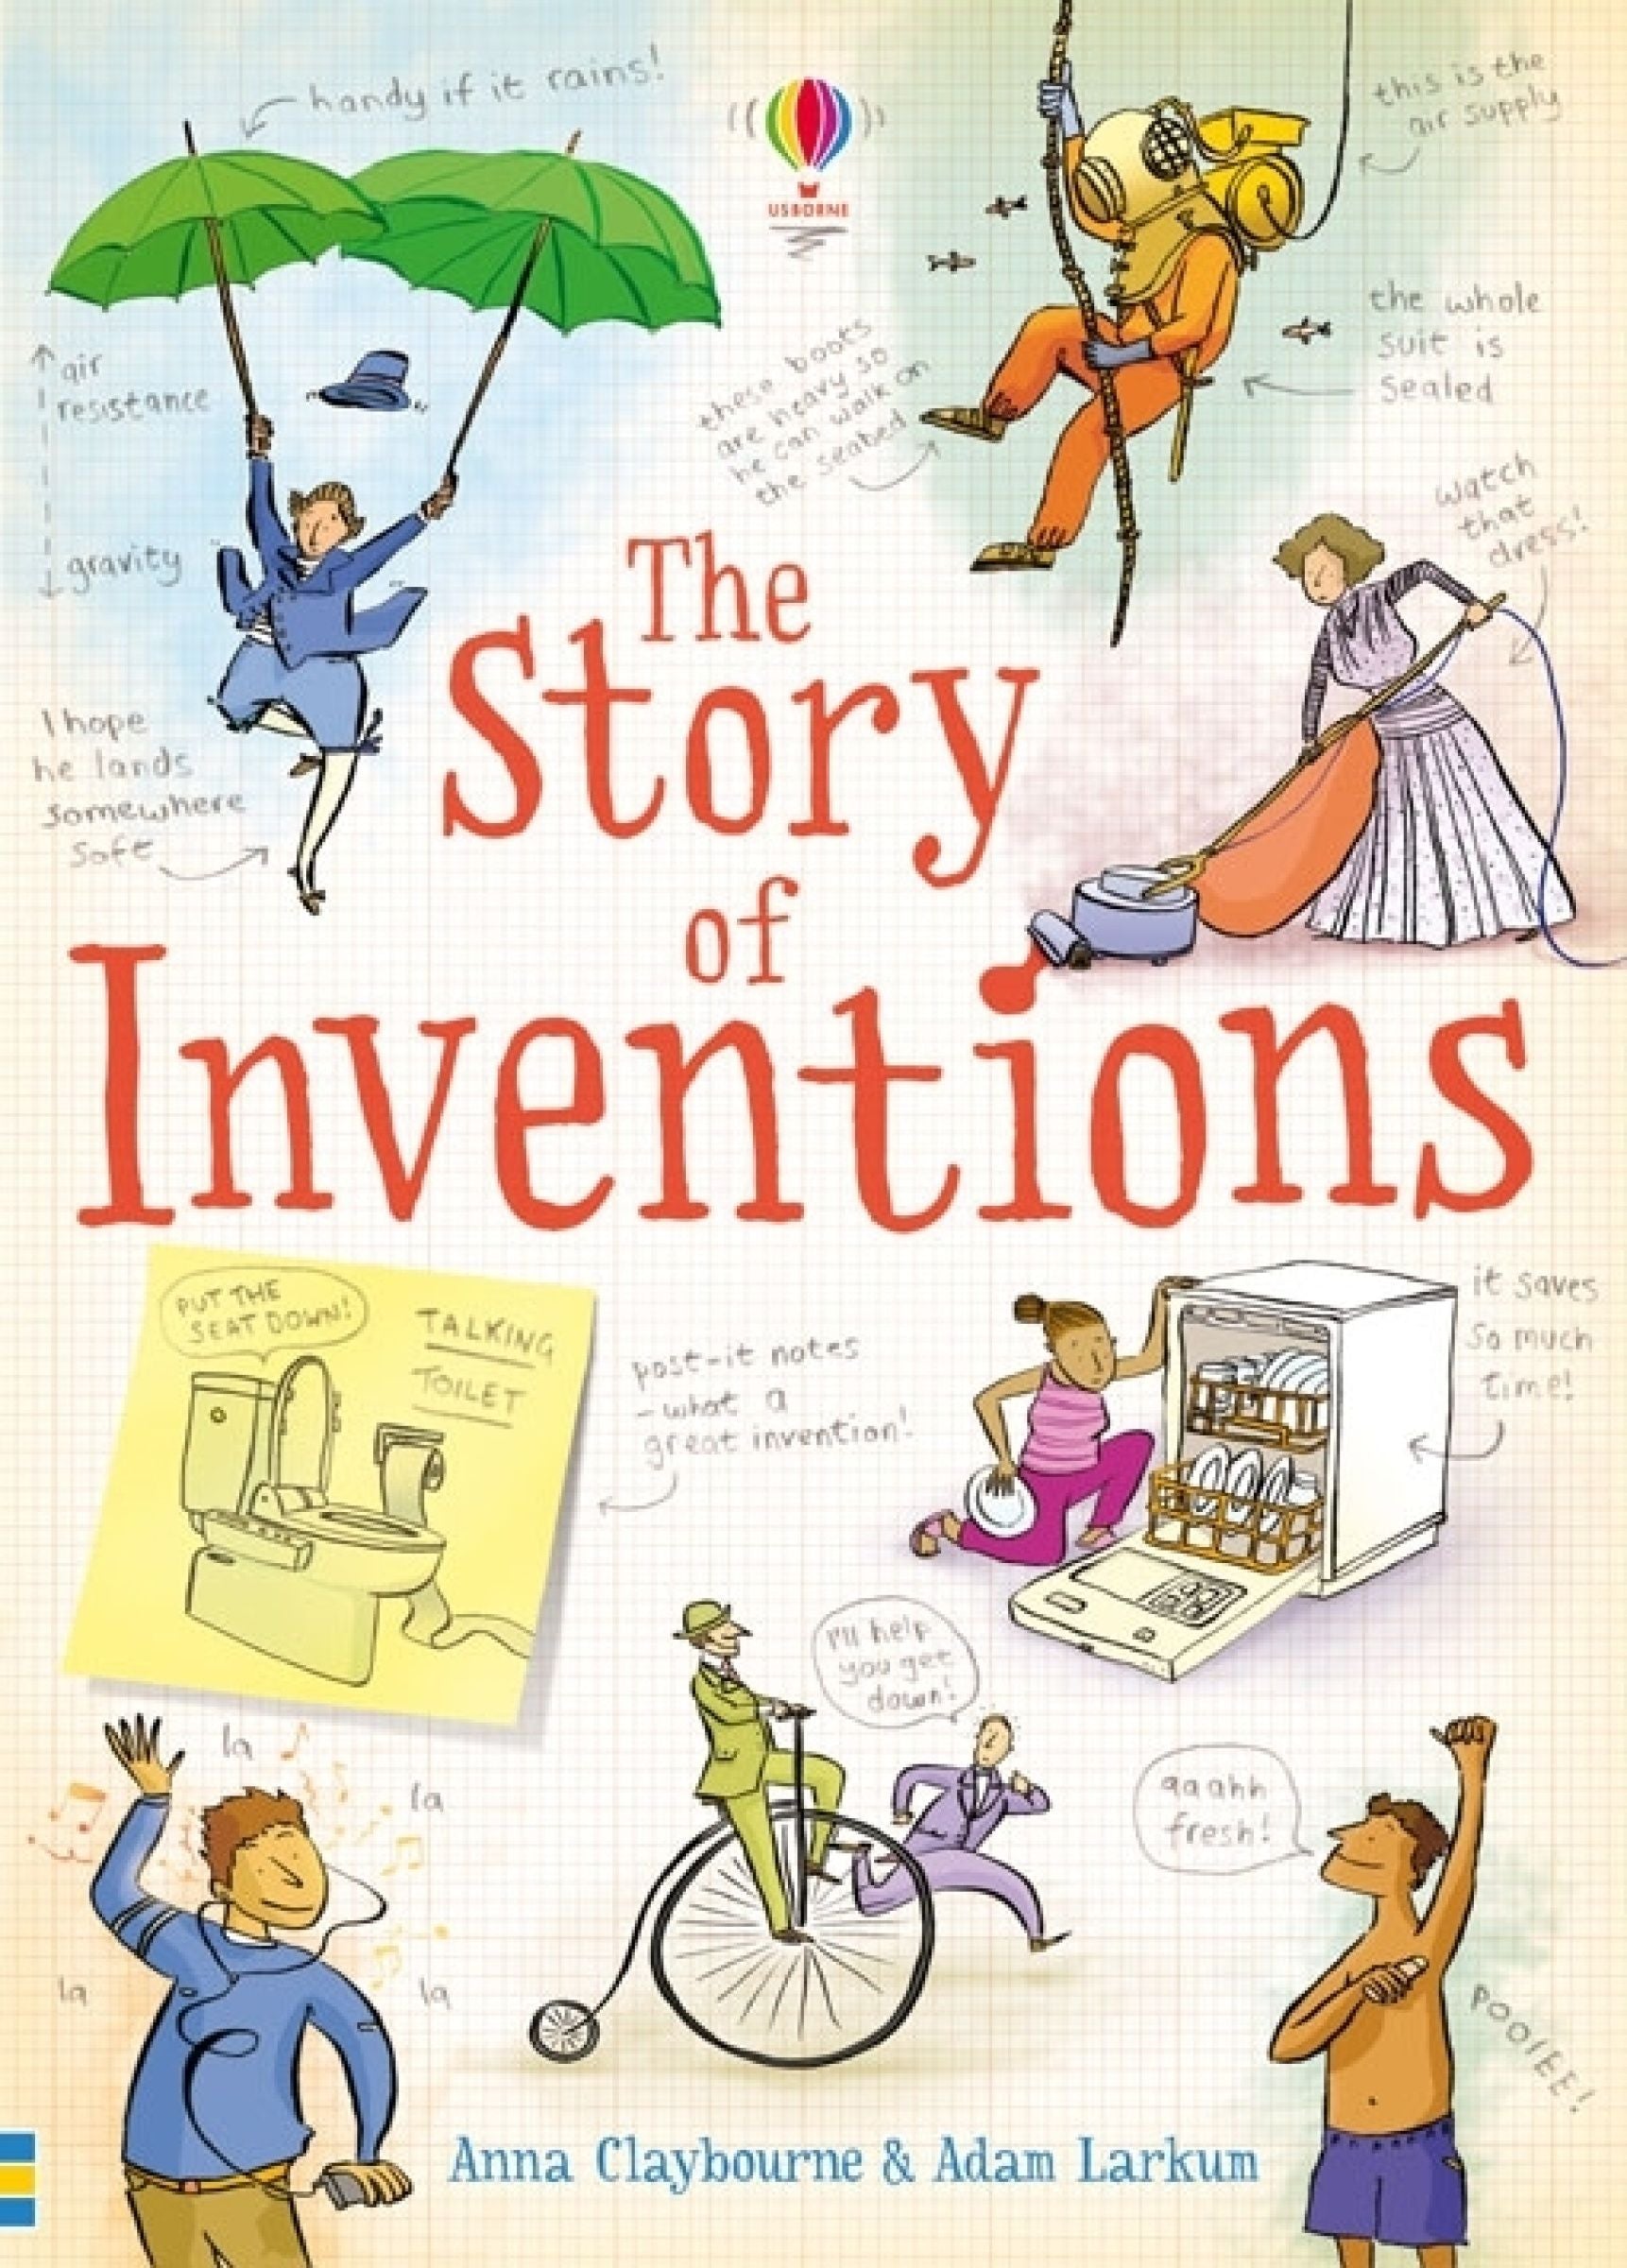 handy if it rains!
USBORNE
this is the
air supply
air
resistance
gravity
I hope
he lands
somewhere
soft
these boots
are heavy so
he can walk on
the seabed
the whole
suit is
sealed
watch
that
dress!
The
Story
of
Inventions
PUT THE
SEAT DOWN!
TALKING
TOILET
post-it notes
- what a
great invention!
it saves
so much
time!
I'll help
you get
down!
la
la
la
la
aaahh
fresh!
POOIEE!
Anna Claybourne & Adam Larkum